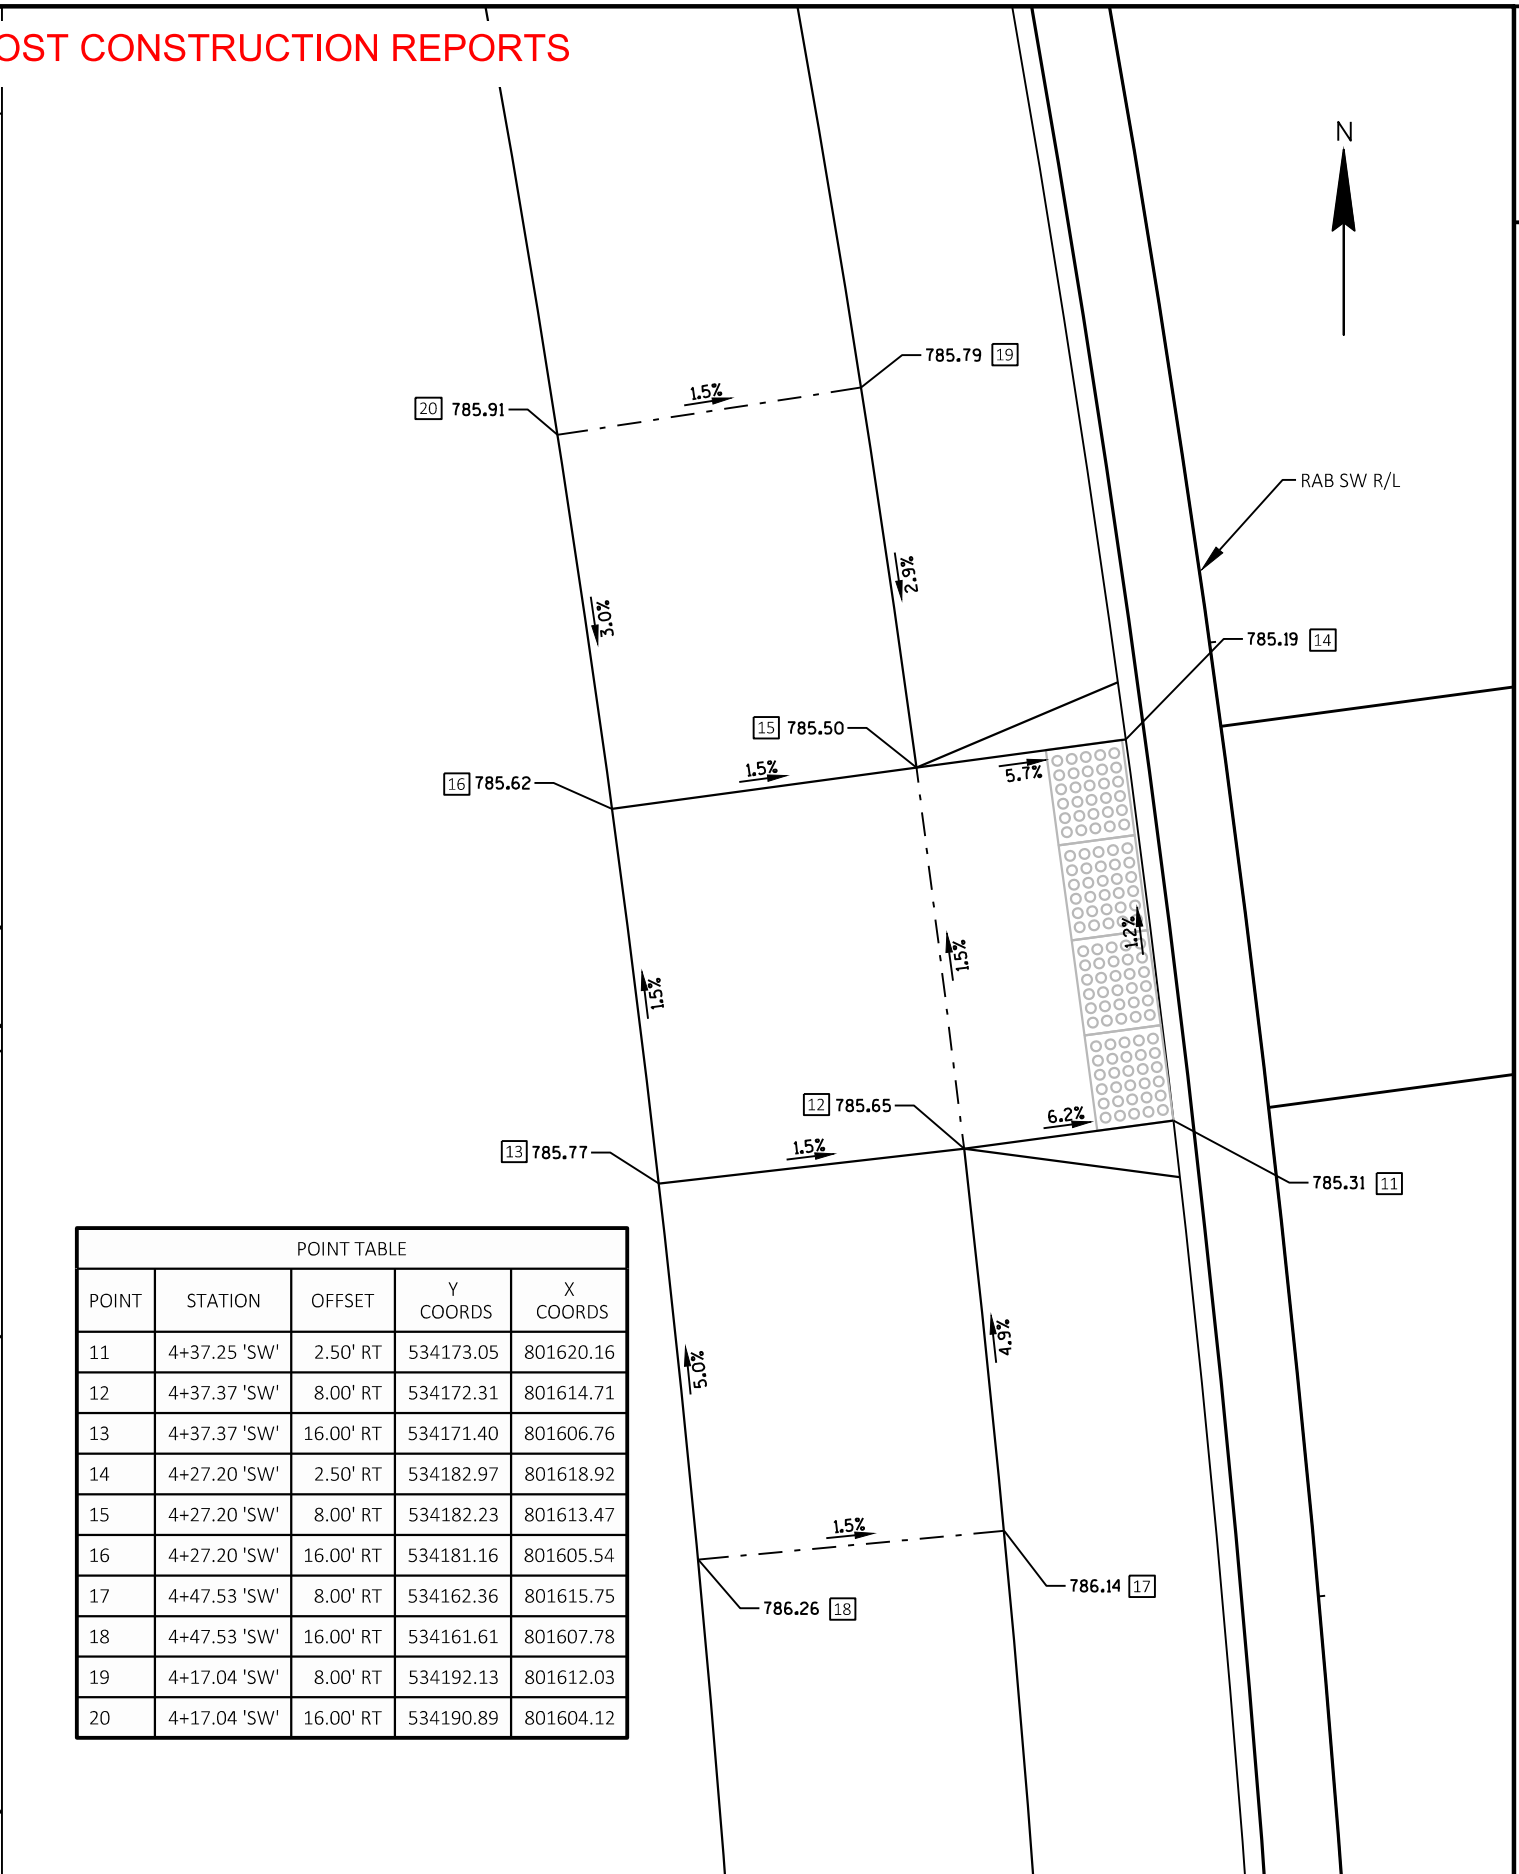 OST CONSTRUCTION REPORTS
N
785.79 19
1.5%
20 785.91
RAB SW R/L
2.9%
3.0%
785.19 14
15 785.50
1.5%
5.7%
16 785.62
1.2%
1.5%
1.5%
12 785.65
6.2%
1.5%
13 785.77
785.31 11
4.9%
5.0%
1.5%
786.14 17
786.26 18
POINT TABLE
POINT STATION OFFSET Y COORDS X COORDS
11 4+37.25 'SW' 2.50' RT 534173.05 801620.16
12 4+37.37 'SW' 8.00' RT 534172.31 801614.71
13 4+37.37 'SW' 16.00' RT 534171.40 801606.76
14 4+27.20 'SW' 2.50' RT 534182.97 801618.92
15 4+27.20 'SW' 8.00' RT 534182.23 801613.47
16 4+27.20 'SW' 16.00' RT 534181.16 801605.54
17 4+47.53 'SW' 8.00' RT 534162.36 801615.75
18 4+47.53 'SW' 16.00' RT 534161.61 801607.78
19 4+17.04 'SW' 8.00' RT 534192.13 801612.03
20 4+17.04 'SW' 16.00' RT 534190.89 801604.12